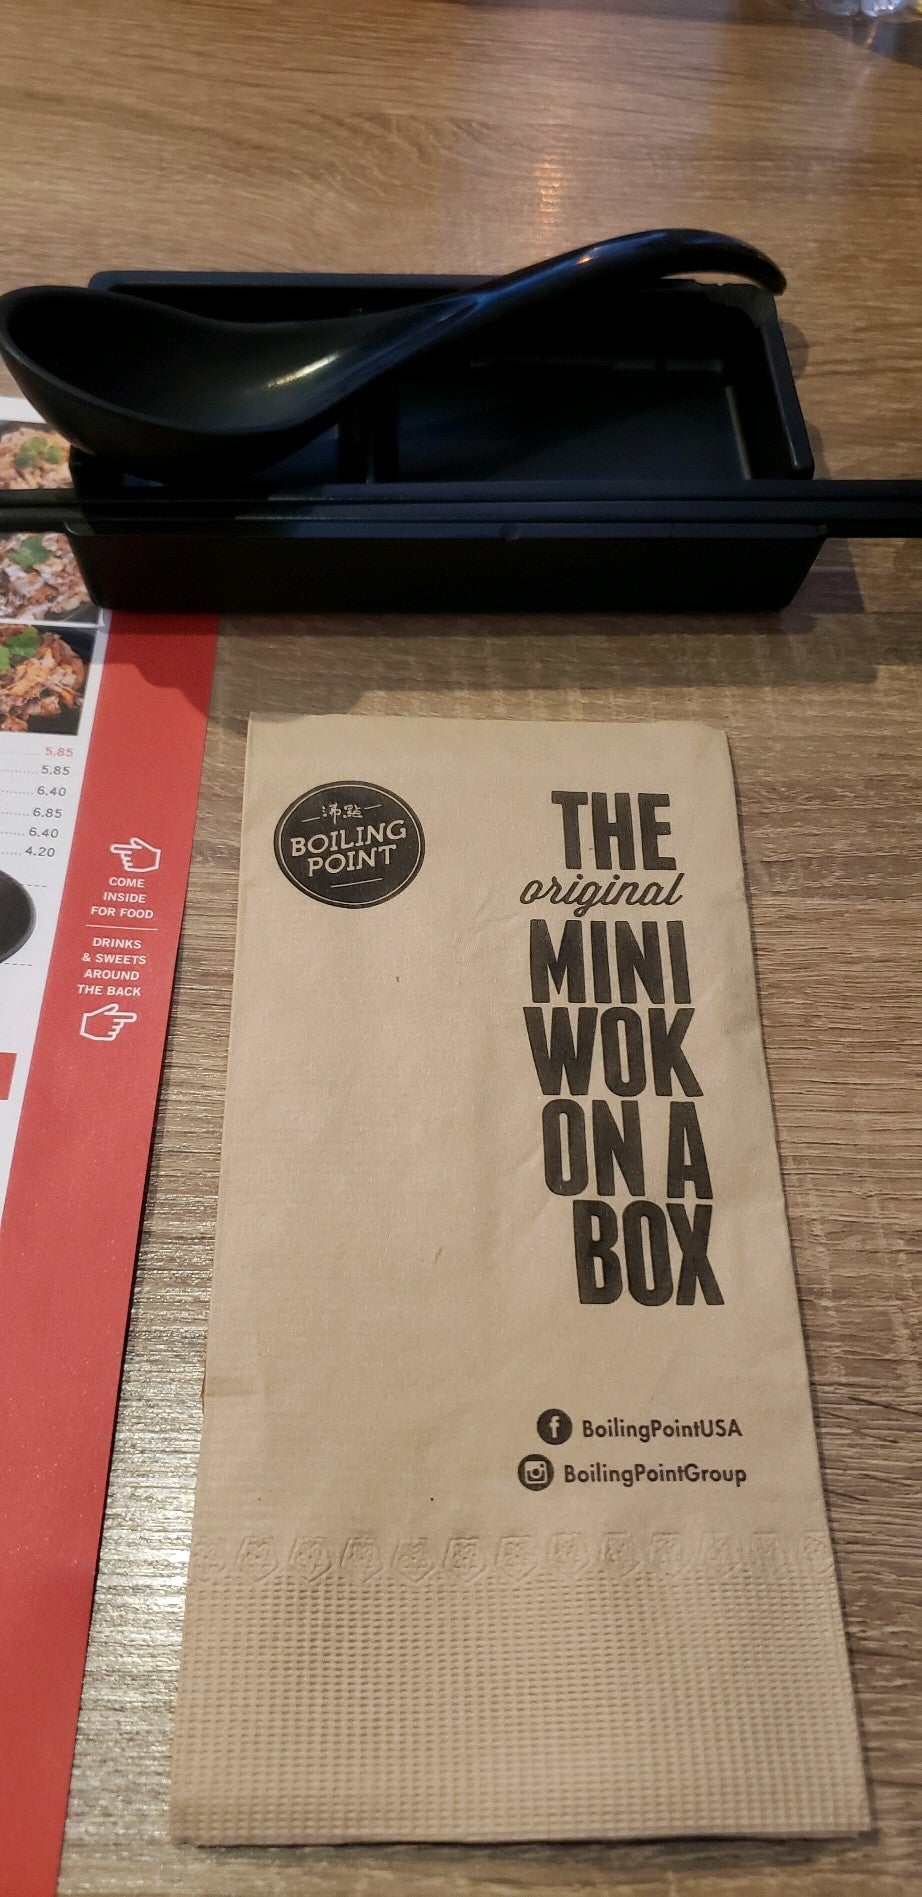 5.85
5.85
6.40
6.85
6.40
4.20
COME
INSIDE
FOR FOOD
DRINKS
& SWEETS
AROUND
THE BACK
沸點
BOILING
POINT
THE
original
MINI
WOK
ON A
BOX
BoilingPointUSA
BoilingPointGroup